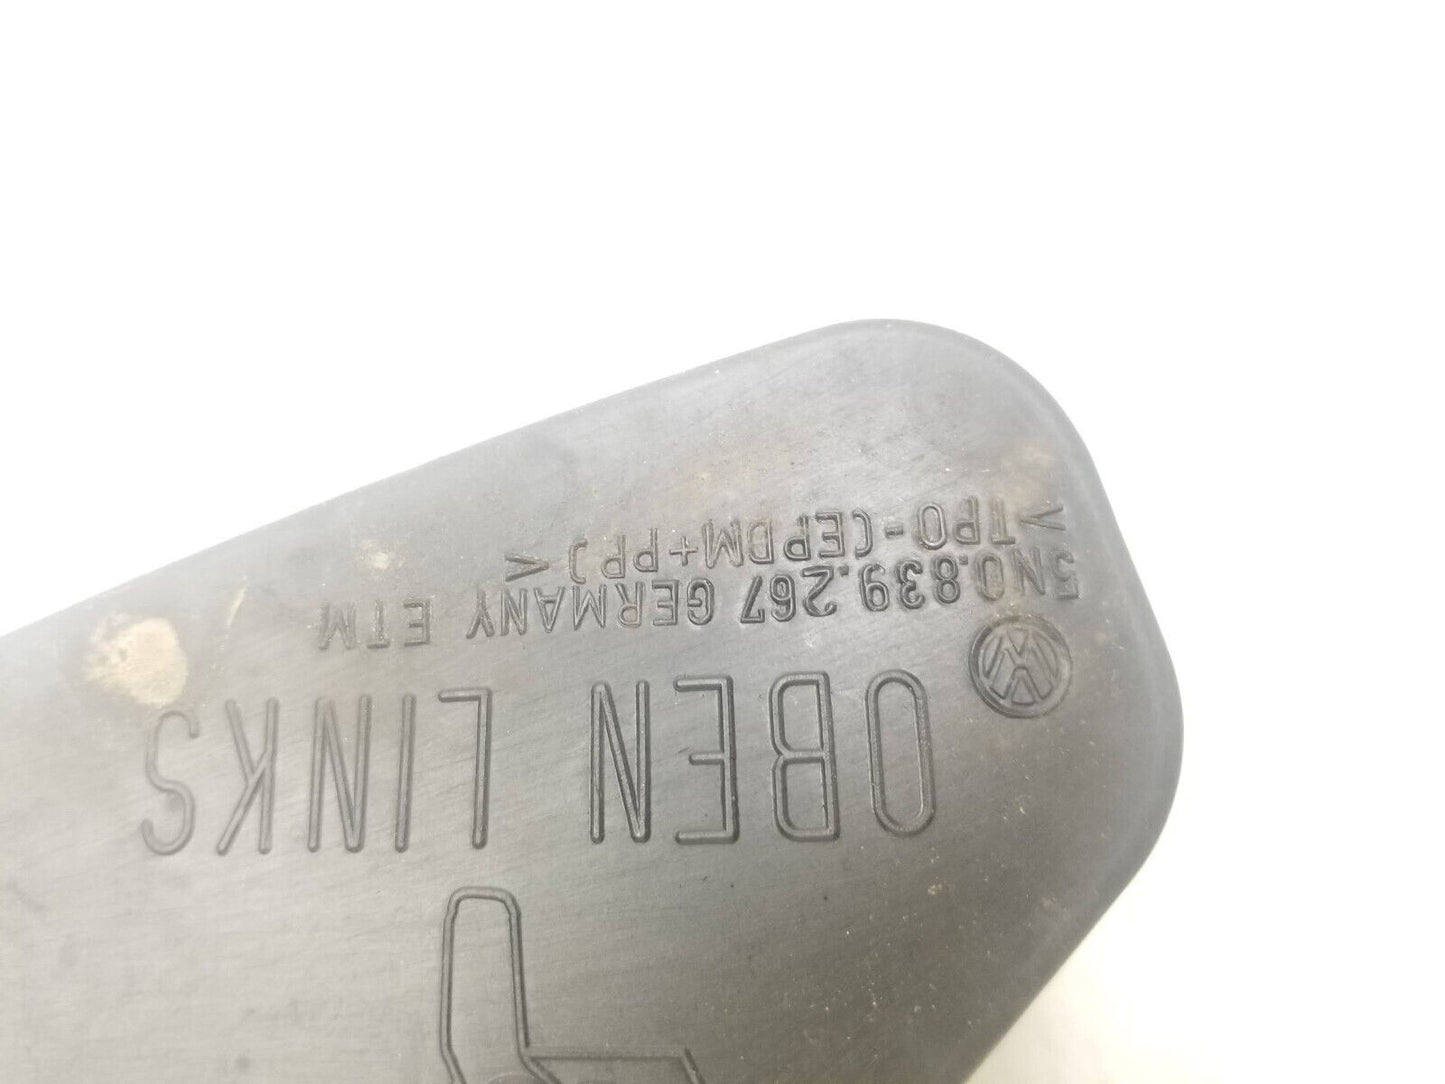 OBEN LINKS
5N0.839.267 GERMANY ETM
>TPO-(EPDM+PP)<